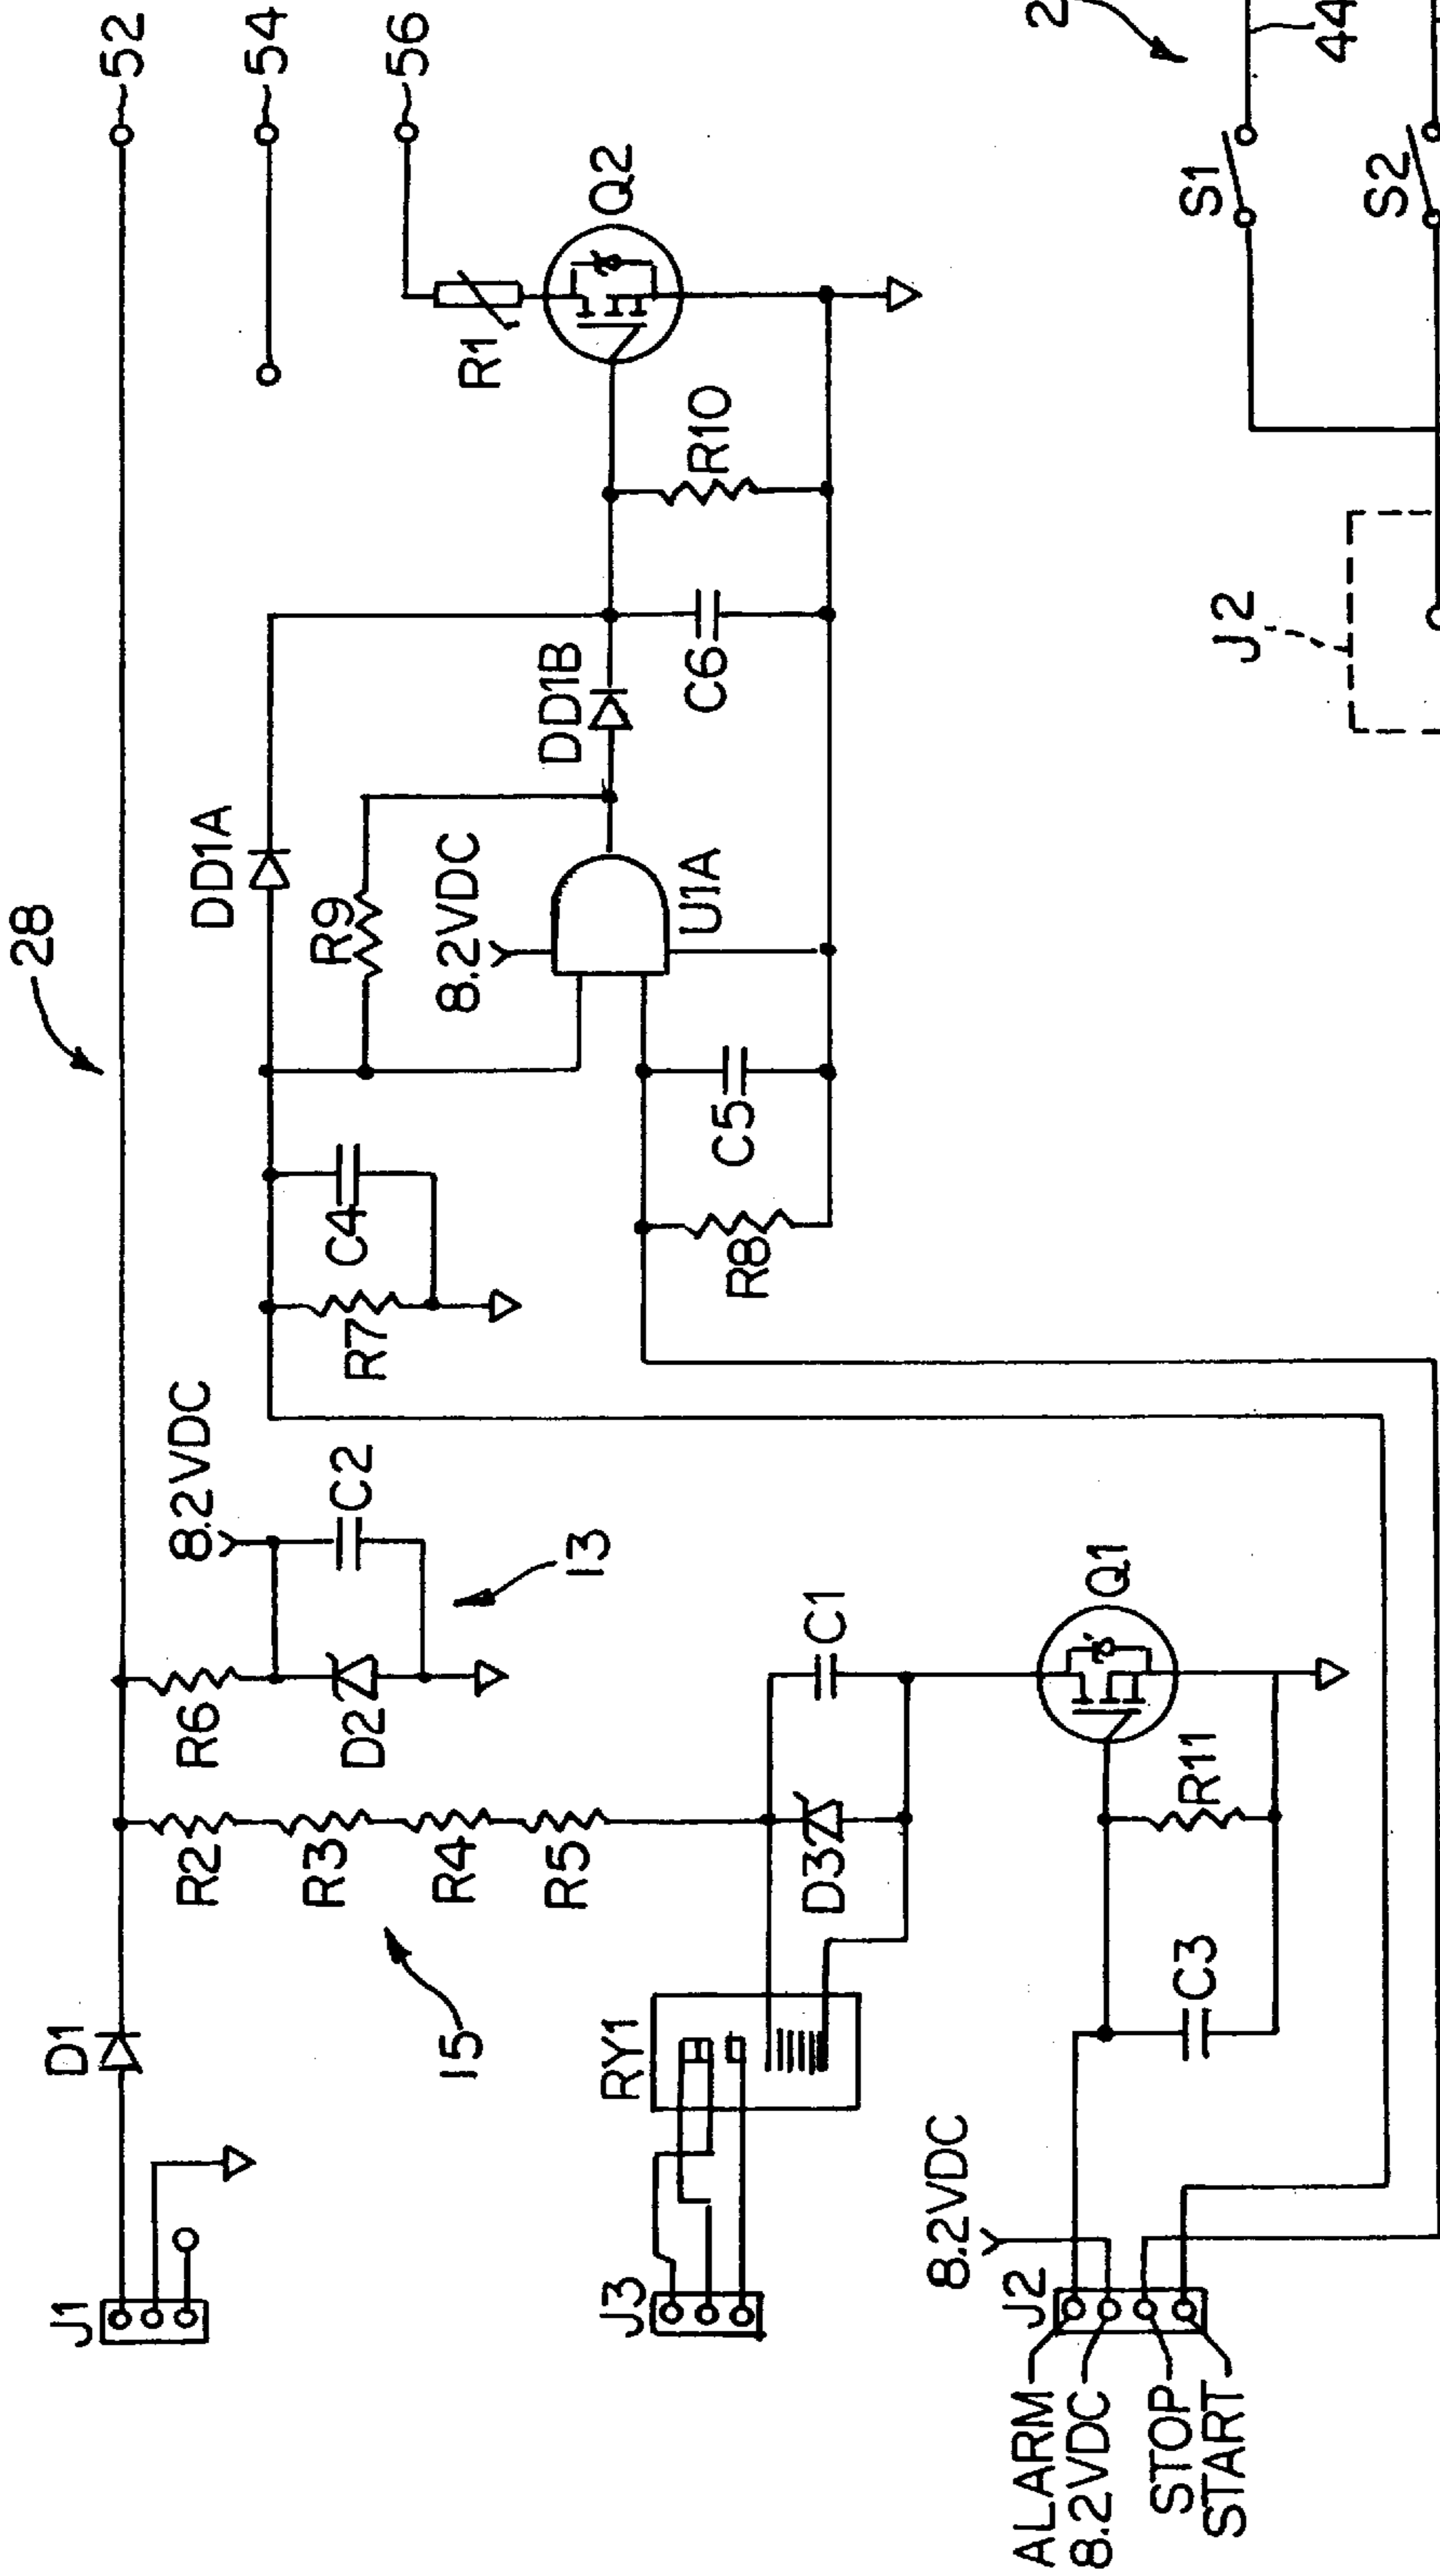 28
52
54
56
J1
D1
R2
R3
R4
R5
15
R6
D2
8.2VDC
C2
13
R7
C4
DD1A
R9
8.2VDC
U1A
DD1B
R8
C5
C6
R10
R1
Q2
J3
RY1
D3
C1
Q1
R11
C3
8.2VDC
J2
ALARM
8.2VDC
STOP
START
J2
S1
S2
2
44